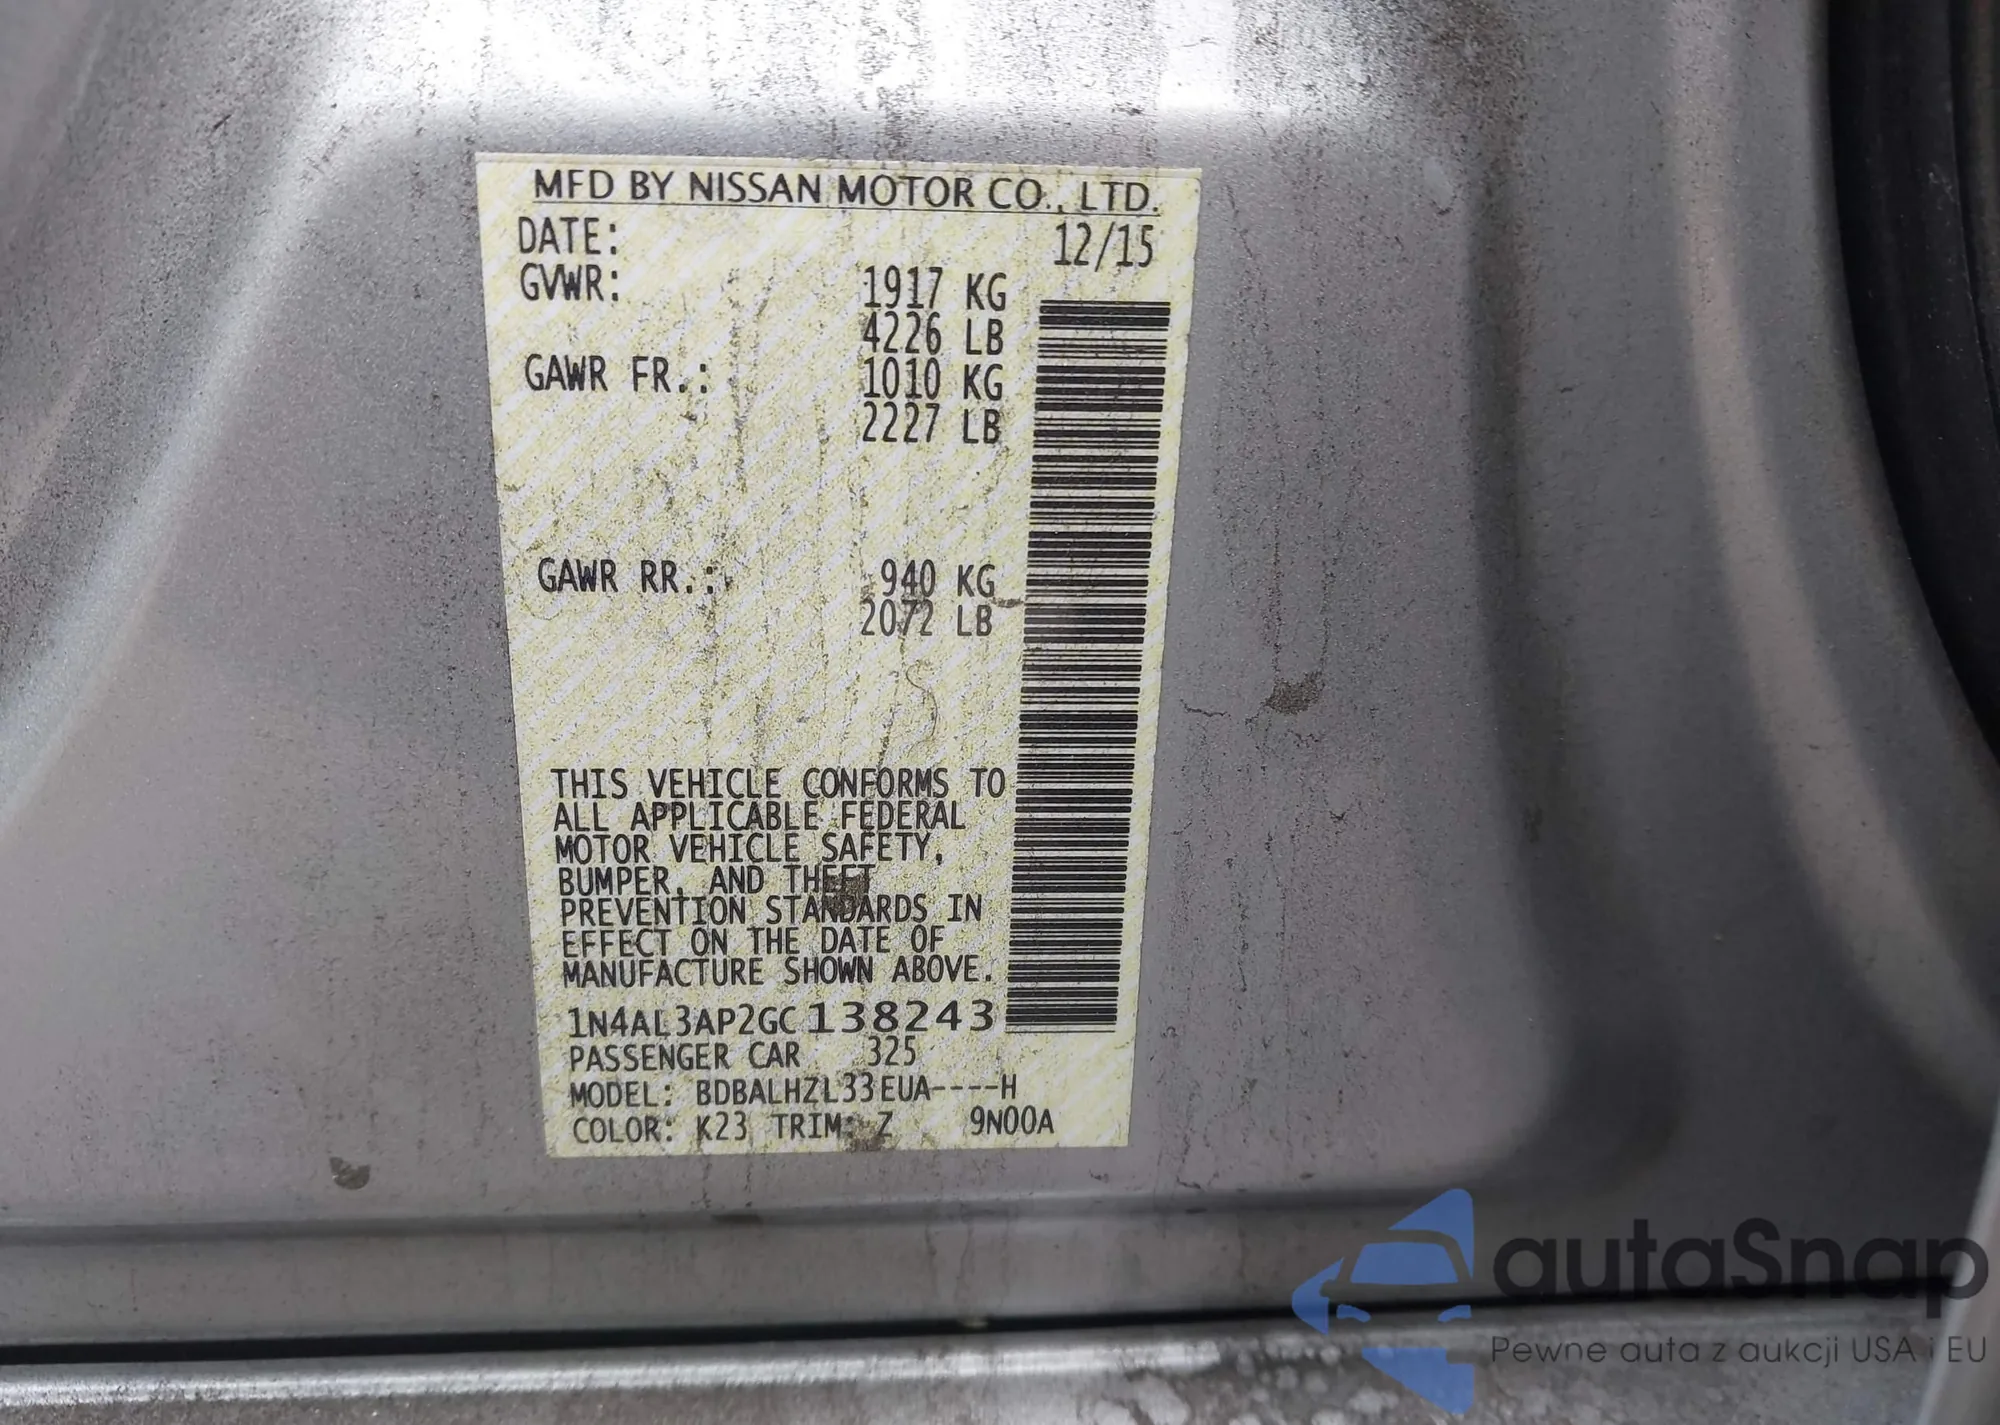 MFD BY NISSAN MOTOR CO., LTD.
DATE: 12/15
GVWR: 1917 KG
4226 LB
GAWR FR.: 1010 KG
2227 LB
GAWR RR.: 940 KG
2072 LB
THIS VEHICLE CONFORMS TO
ALL APPLICABLE FEDERAL
MOTOR VEHICLE SAFETY,
BUMPER, AND THEFT
PREVENTION STANDARDS IN
EFFECT ON THE DATE OF
MANUFACTURE SHOWN ABOVE.
1N4AL3AP2GC138243
PASSENGER CAR 325
MODEL: BDBALHZL33EUA----H
COLOR: K23 TRIM: Z 9N00A
autaSnap
Pewne auta z aukcji USA i EU